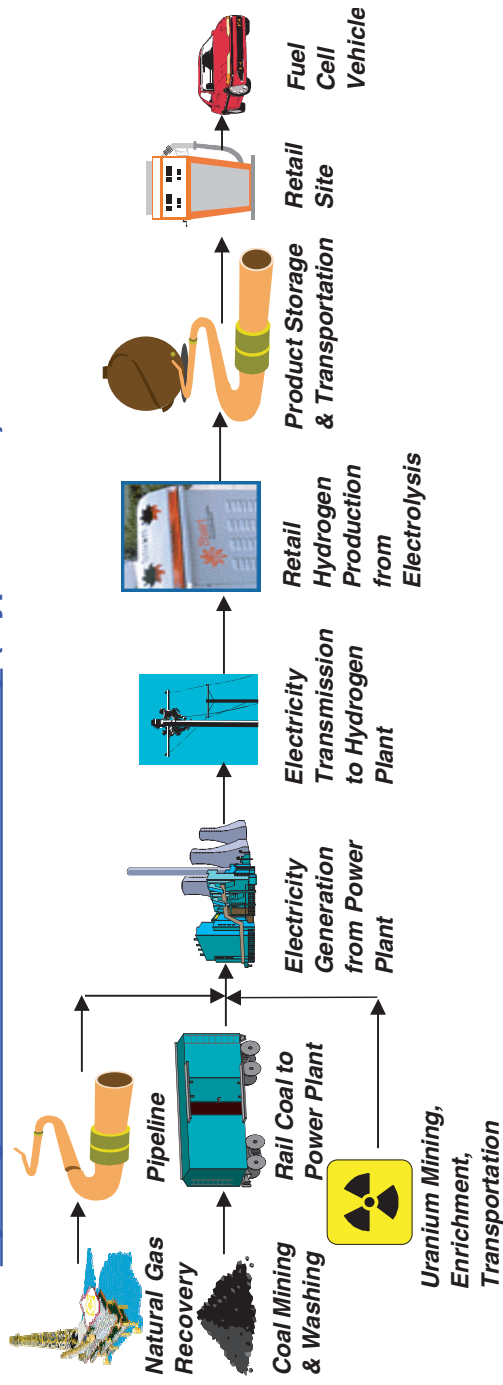 Natural Gas
Recovery
Pipeline
Coal Mining
& Washing
Rail Coal to
Power Plant
Uranium Mining,
Enrichment,
Transportation
Electricity
Generation
from Power
Plant
Electricity
Transmission
to Hydrogen
Plant
Retail
Hydrogen
Production
from
Electrolysis
Product Storage
& Transportation
Retail
Site
Fuel
Cell
Vehicle